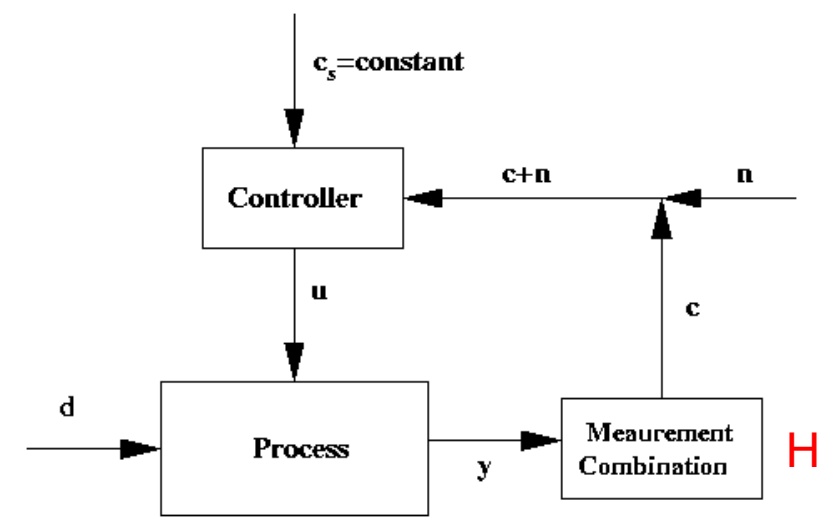 c_s=constant
Controller
c+n
n
u
c
d
Process
y
Meaurement
Combination
H